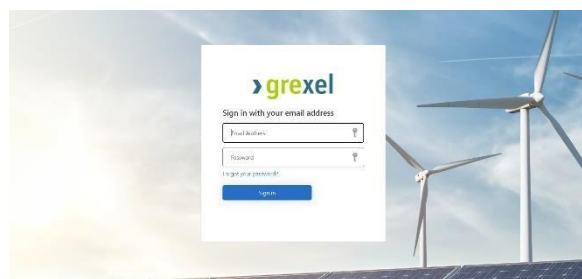 grexel
Sign in with your email address
Email Address
Password
Forgot your password?
Sign in